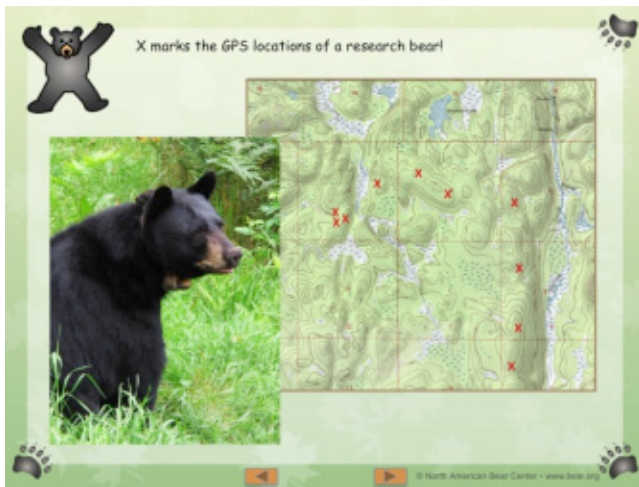 X marks the GPS locations of a research bear!
X
X
X
X
X
X
X
X
X
X
© North American Bear Center • www.bear.org